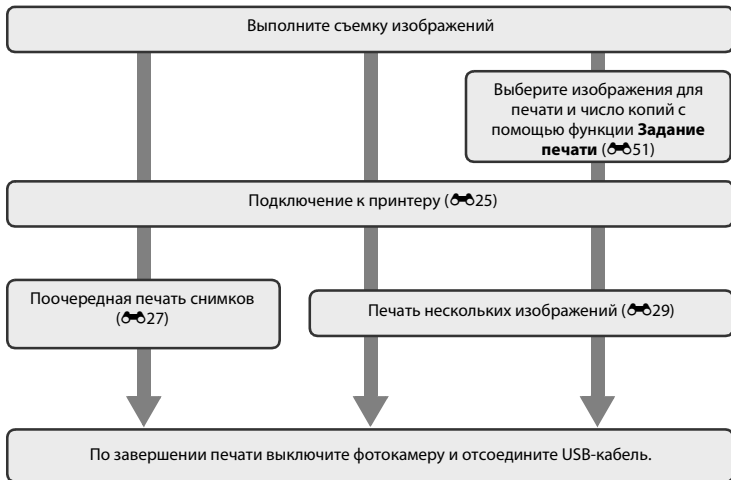 Выполните съемку изображений
Выберите изображения для
печати и число копий с
помощью функции Задание
печати (51)
Подключение к принтеру (25)
Поочередная печать снимков
(27)
Печать нескольких изображений (29)
По завершении печати выключите фотокамеру и отсоедините USB-кабель.